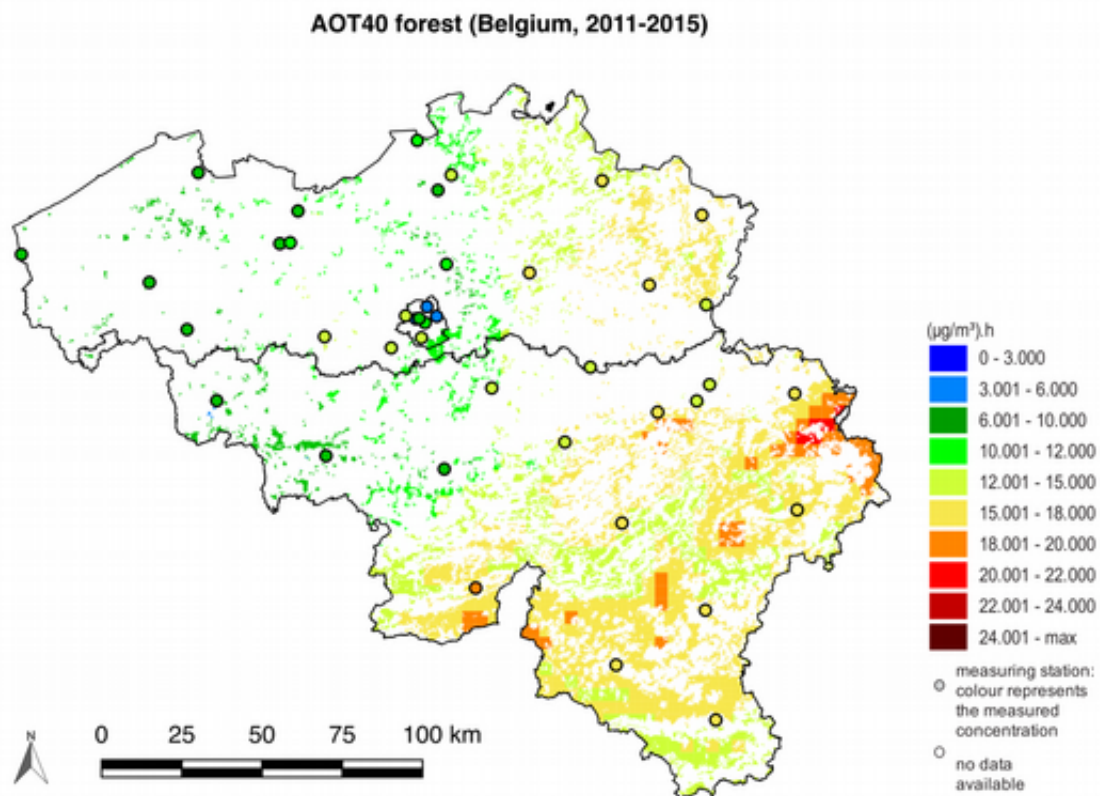 AOT40 forest (Belgium, 2011-2015)
(µg/m³).h
0 - 3.000
3.001 - 6.000
6.001 - 10.000
10.001 - 12.000
12.001 - 15.000
15.001 - 18.000
18.001 - 20.000
20.001 - 22.000
22.001 - 24.000
24.001 - max
measuring station:
colour represents
the measured
concentration
no data
available
N
0 25 50 75 100 km